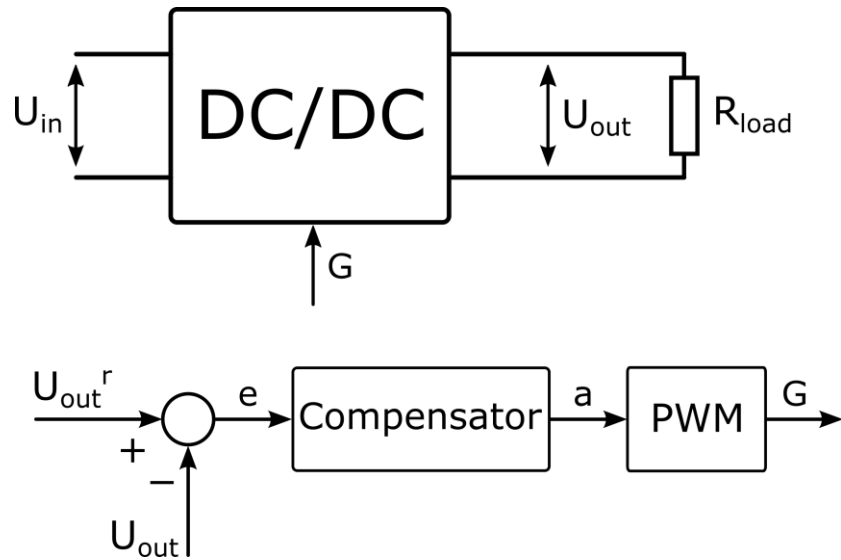 DC/DC
U_in
U_out
R_load
G
U_out^r
e
Compensator
a
PWM
G
+
−
U_out